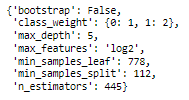 {'bootstrap': False,
'class_weight': {0: 1, 1: 2},
'max_depth': 5,
'max_features': 'log2',
'min_samples_leaf': 778,
'min_samples_split': 112,
'n_estimators': 445}